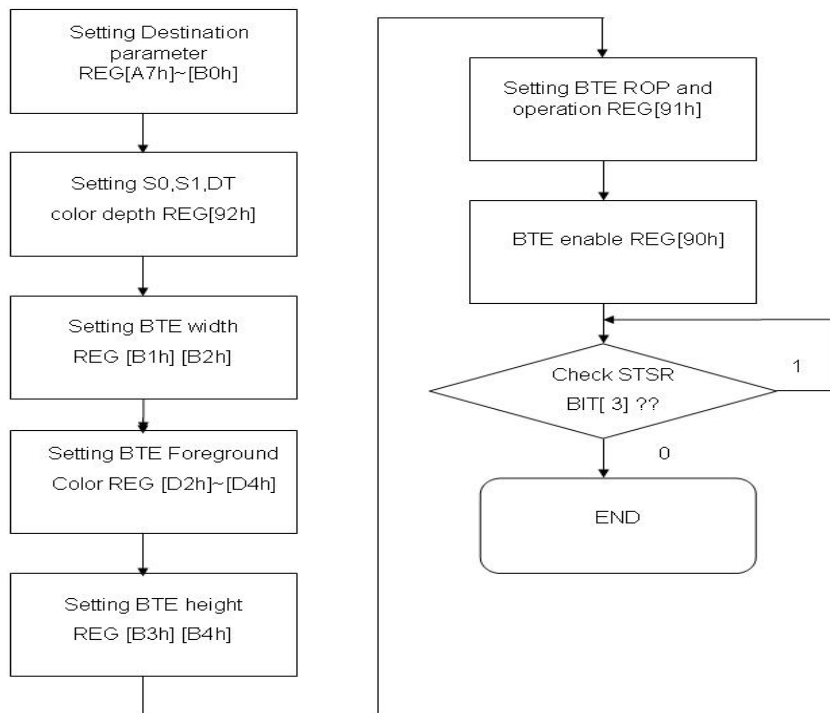 Setting Destination
parameter
REG[A7h]~[B0h]
Setting S0,S1,DT
color depth REG[92h]
Setting BTE width
REG [B1h] [B2h]
Setting BTE Foreground
Color REG [D2h]~[D4h]
Setting BTE height
REG [B3h] [B4h]
Setting BTE ROP and
operation REG[91h]
BTE enable REG[90h]
Check STSR
BIT[ 3] ??
1
0
END